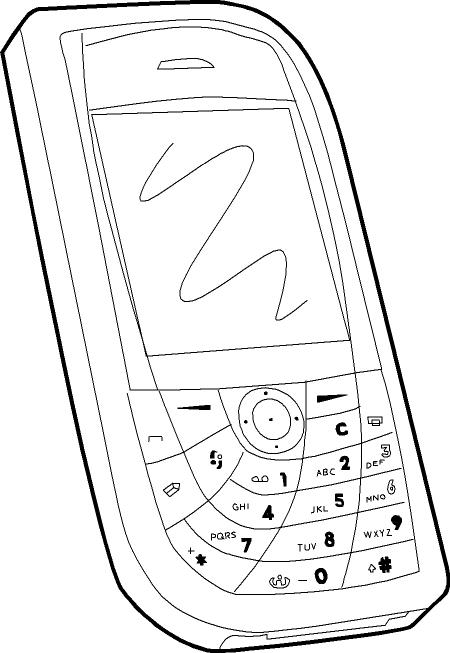 C
1 ABC 2 DEF 3
GHI 4 JKL 5 MNO 6
PQRS 7 TUV 8 WXYZ 9
+ * – 0 #